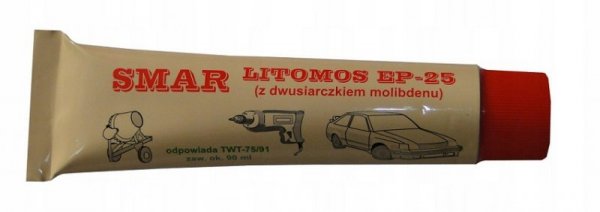 SMAR LITOMOS EP-25
(z dwusiarczkiem molibdenu)
odpowiada TWT-75/91
zaw. ok. 90 ml